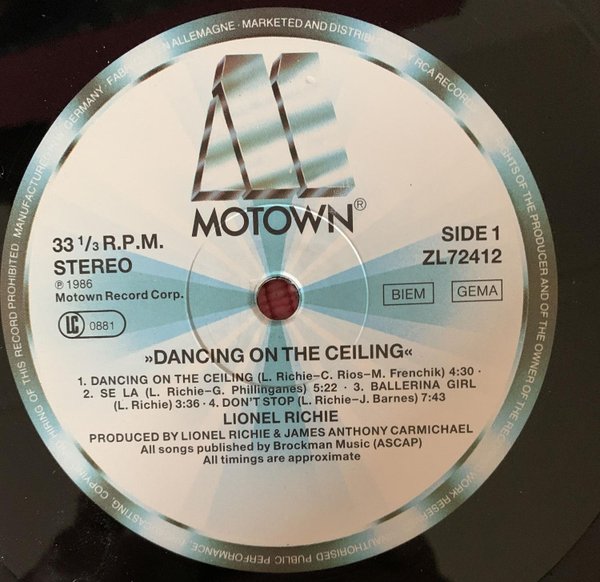 MANUFACTURED IN GERMANY. FABRIQUÉ EN ALLEMAGNE · MARKETED AND DISTRIBUTED BY RCA RECORDS
RIGHTS OF THE PRODUCER AND OF THE OWNER OF THE
WORK RESER
UNAUTHORISED PUBLIC PERFORMANCE,
BROADCASTING, COPYING
HIRING OF THIS RECORD PROHIBITED
MOTOWN®
33 1/3 R.P.M.
STEREO
℗ 1986
Motown Record Corp.
LC 0881
SIDE 1
ZL72412
BIEM GEMA
»DANCING ON THE CEILING«
1. DANCING ON THE CEILING (L. Richie–C. Rios–M. Frenchik) 4:30 ·
2. SE LA (L. Richie–G. Phillinganes) 5:22 · 3. BALLERINA GIRL
(L. Richie) 3:36 · 4. DON'T STOP (L. Richie–J. Barnes) 7:43
LIONEL RICHIE
PRODUCED BY LIONEL RICHIE & JAMES ANTHONY CARMICHAEL
All songs published by Brockman Music (ASCAP)
All timings are approximate